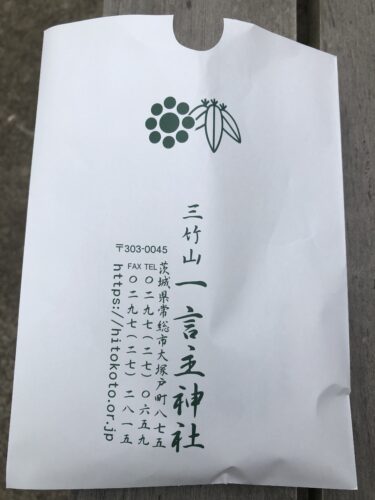 三竹山 一言主神社
〒303-0045
茨城県常総市大塚戸町八七五
TEL 〇二九七(二七)〇六五九
FAX 〇二九七(二七)二八一五
https://hitokoto.or.jp